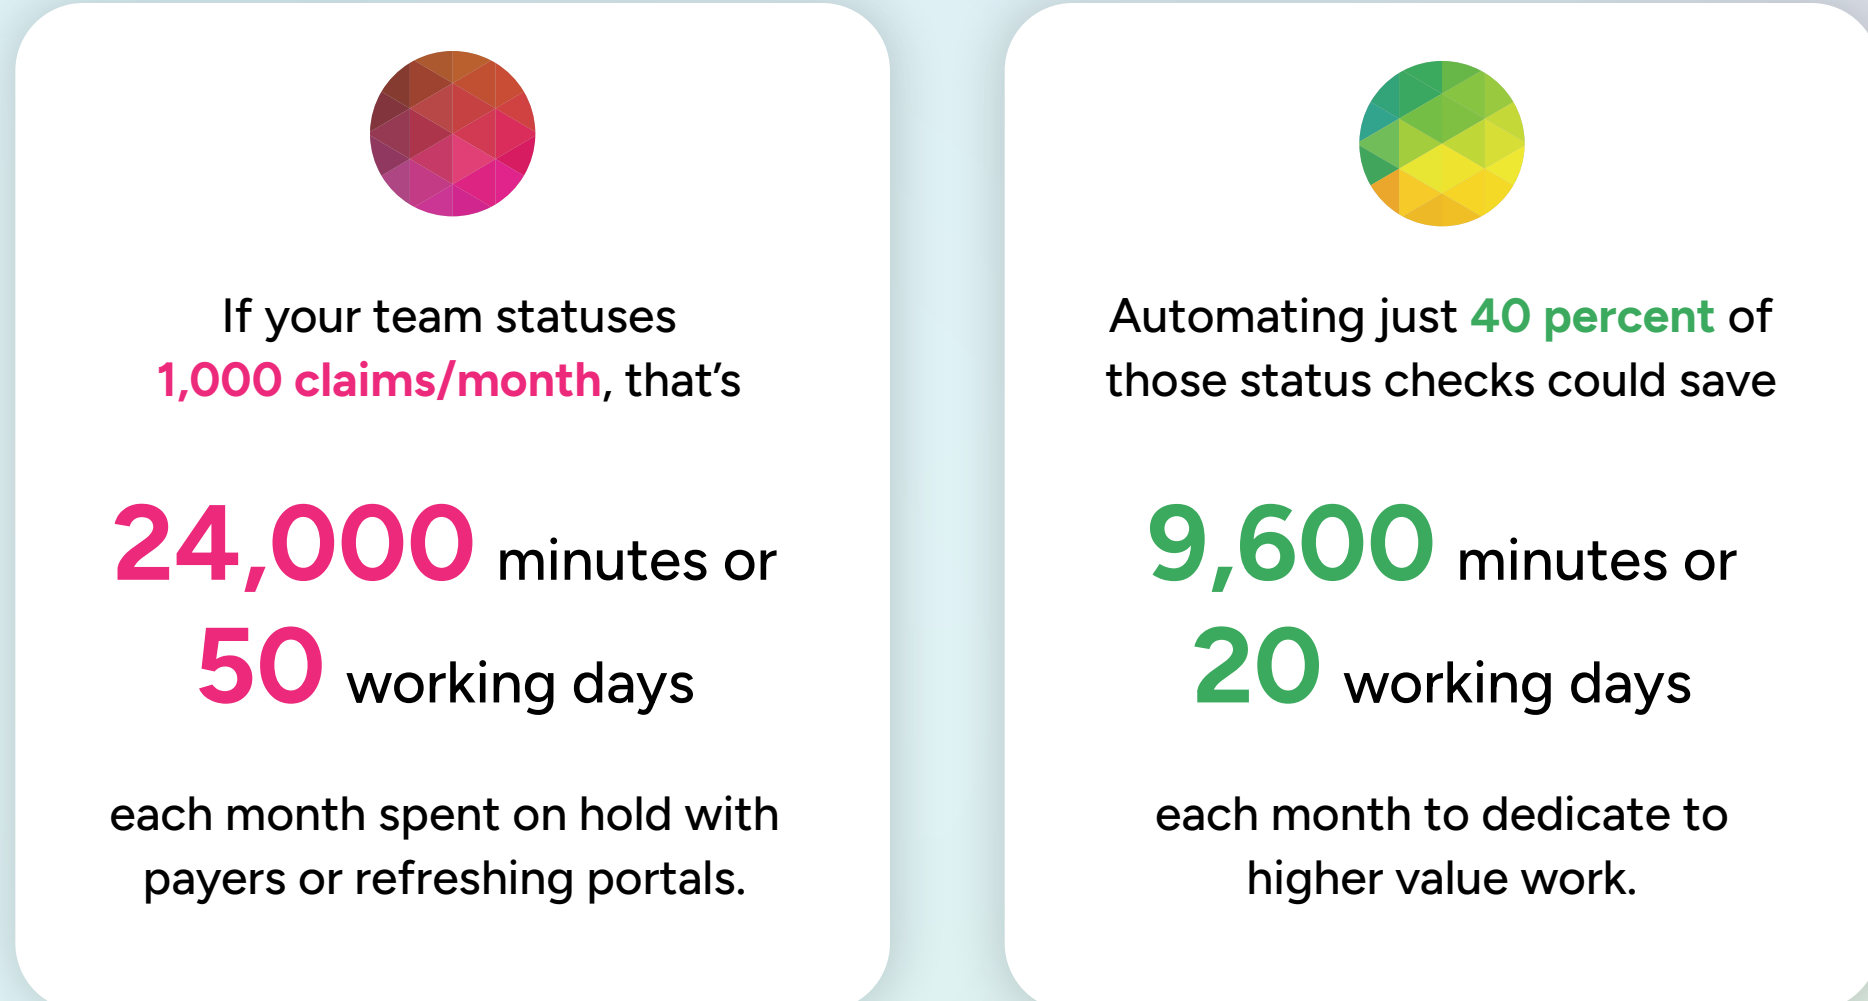 If your team statuses
1,000 claims/month, that’s
24,000 minutes or
50 working days
each month spent on hold with
payers or refreshing portals.
Automating just 40 percent of
those status checks could save
9,600 minutes or
20 working days
each month to dedicate to
higher value work.